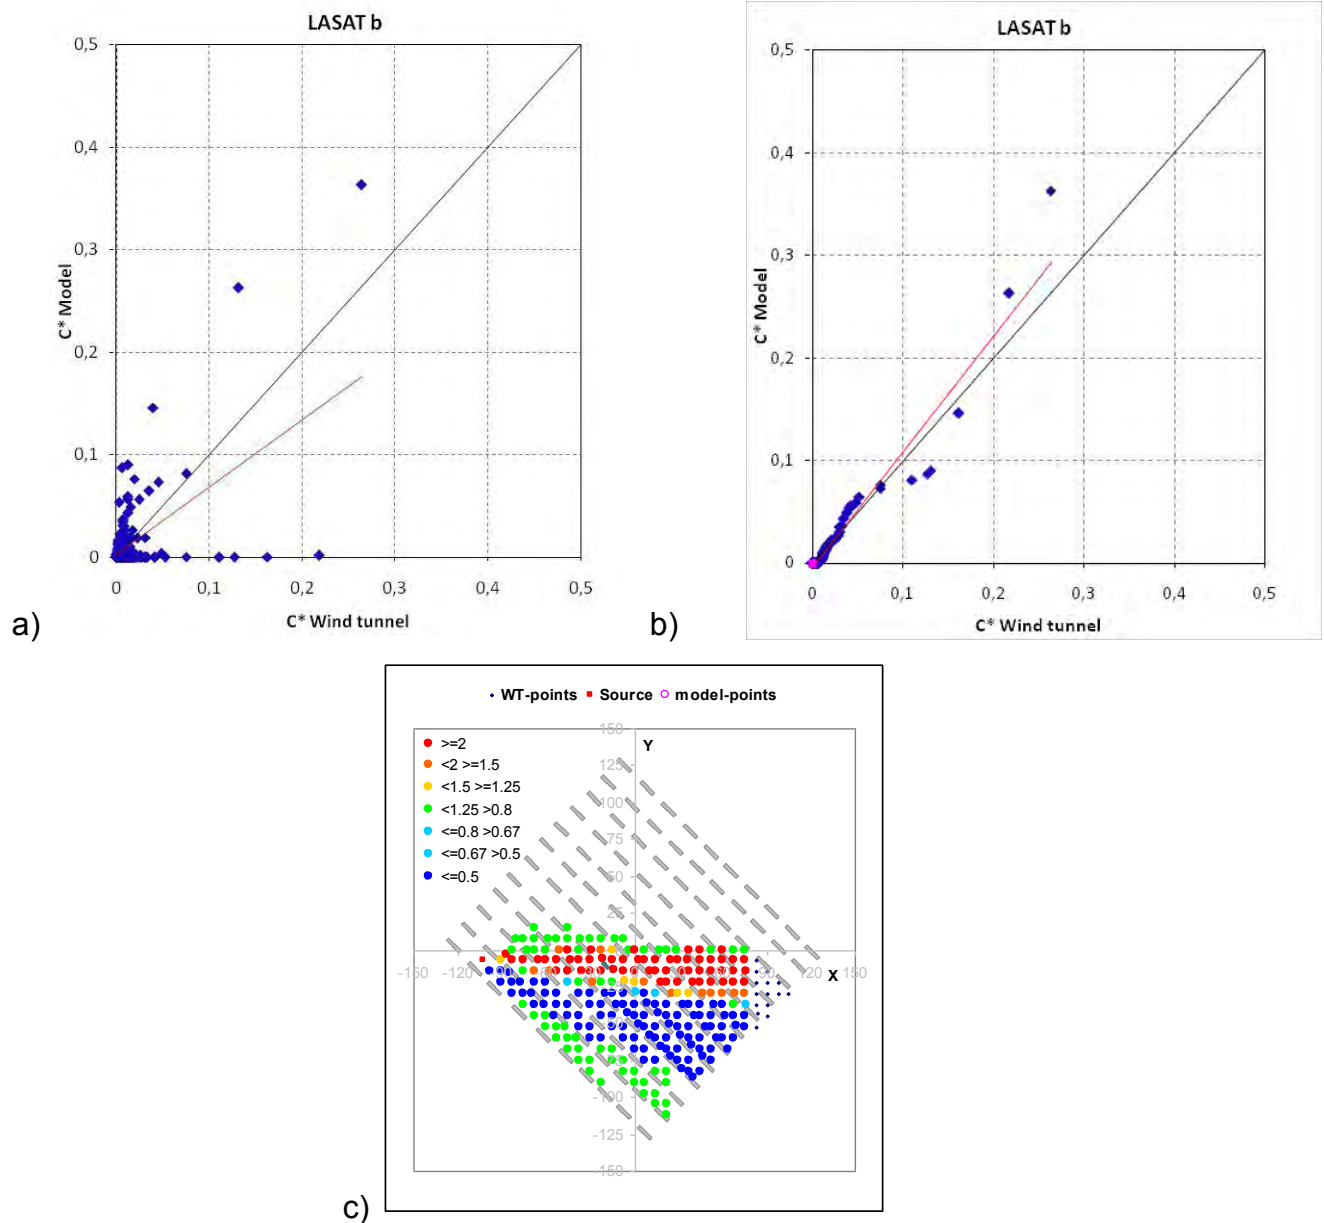 LASAT b
0,5
0,4
0,3
0,2
0,1
0
C* Model
0 0,1 0,2 0,3 0,4 0,5
C* Wind tunnel
a)
LASAT b
0,5
0,4
0,3
0,2
0,1
0
C* Model
0 0,1 0,2 0,3 0,4 0,5
C* Wind tunnel
b)
WT-points Source model-points
>=2
<2 >=1.5
<1.5 >=1.25
<1.25 >0.8
<=0.8 >0.67
<=0.67 >0.5
<=0.5
150
Y
125
100
75
50
25
-150 -120 -90 0 90 120 150
X
-100
-125
-150
c)